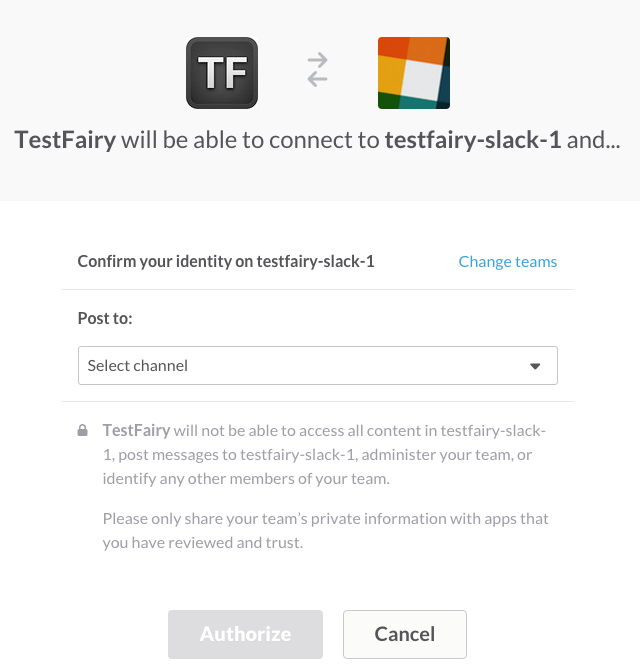 TF
TestFairy will be able to connect to testfairy-slack-1 and...
Confirm your identity on testfairy-slack-1
Change teams
Post to:
Select channel
TestFairy will not be able to access all content in testfairy-slack-
1, post messages to testfairy-slack-1, administer your team, or
identify any other members of your team.
Please only share your team’s private information with apps that
you have reviewed and trust.
Authorize
Cancel